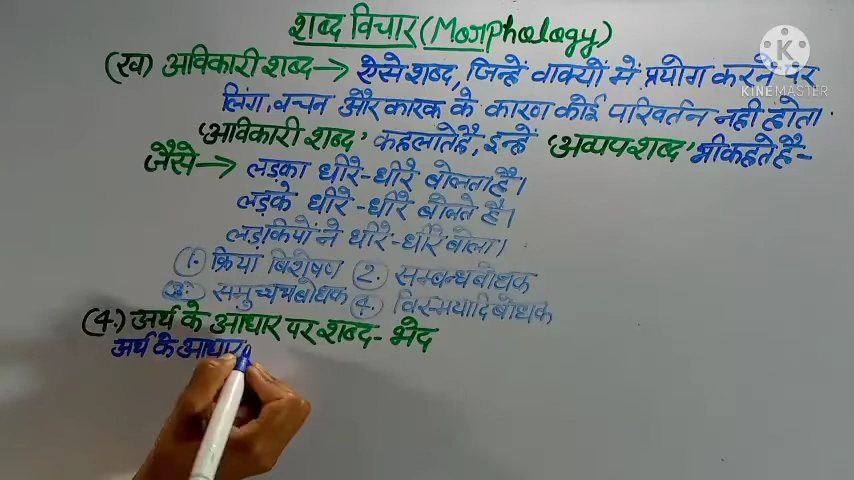 शब्द विचार (Morphology)
(ख) अविकारी शब्द → ऐसे शब्द, जिन्हें वाक्यों में प्रयोग करने पर
लिंग, वचन और कारक के कारण कोई परिवर्तन नही होता
'अविकारी शब्द' कहलाते है, इन्हें 'अव्यय शब्द' भी कहते है-
जैसे → लड़का धीरे-धीरे बोलता है।
लड़के धीरे-धीरे बोलते है।
लड़कियों ने धीरे-धीरे बोला।
1. क्रिया विशेषण 2. सम्बन्धबोधक
3. समुच्चयबोधक 4. विस्मयादिबोधक
(4.) अर्थ के आधार पर शब्द - भेद
अर्थ के आधार
KINEMASTER